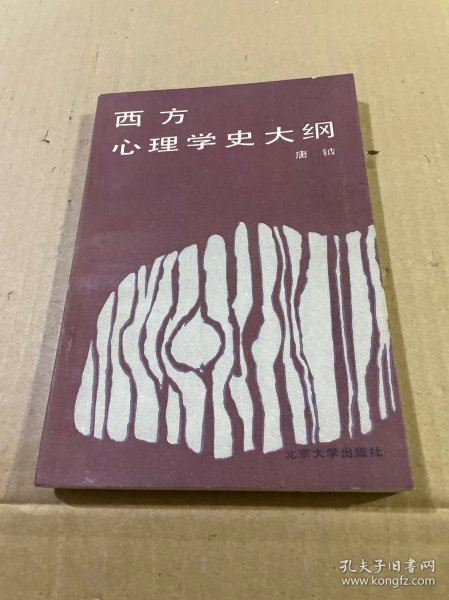 西方
心理学史大纲
唐钺
北京大学出版社
孔夫子旧书网
www.kongfz.com